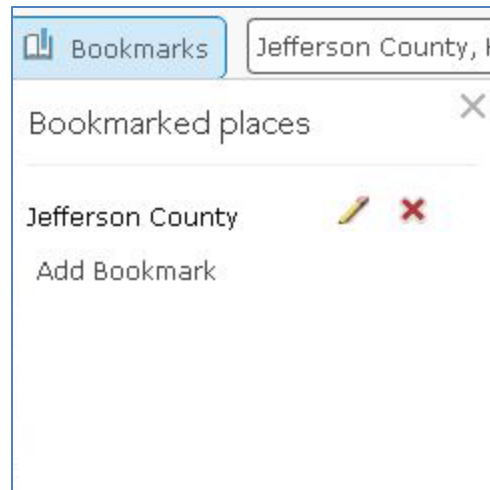 Bookmarks
Jefferson County,
Bookmarked places
Jefferson County
Add Bookmark